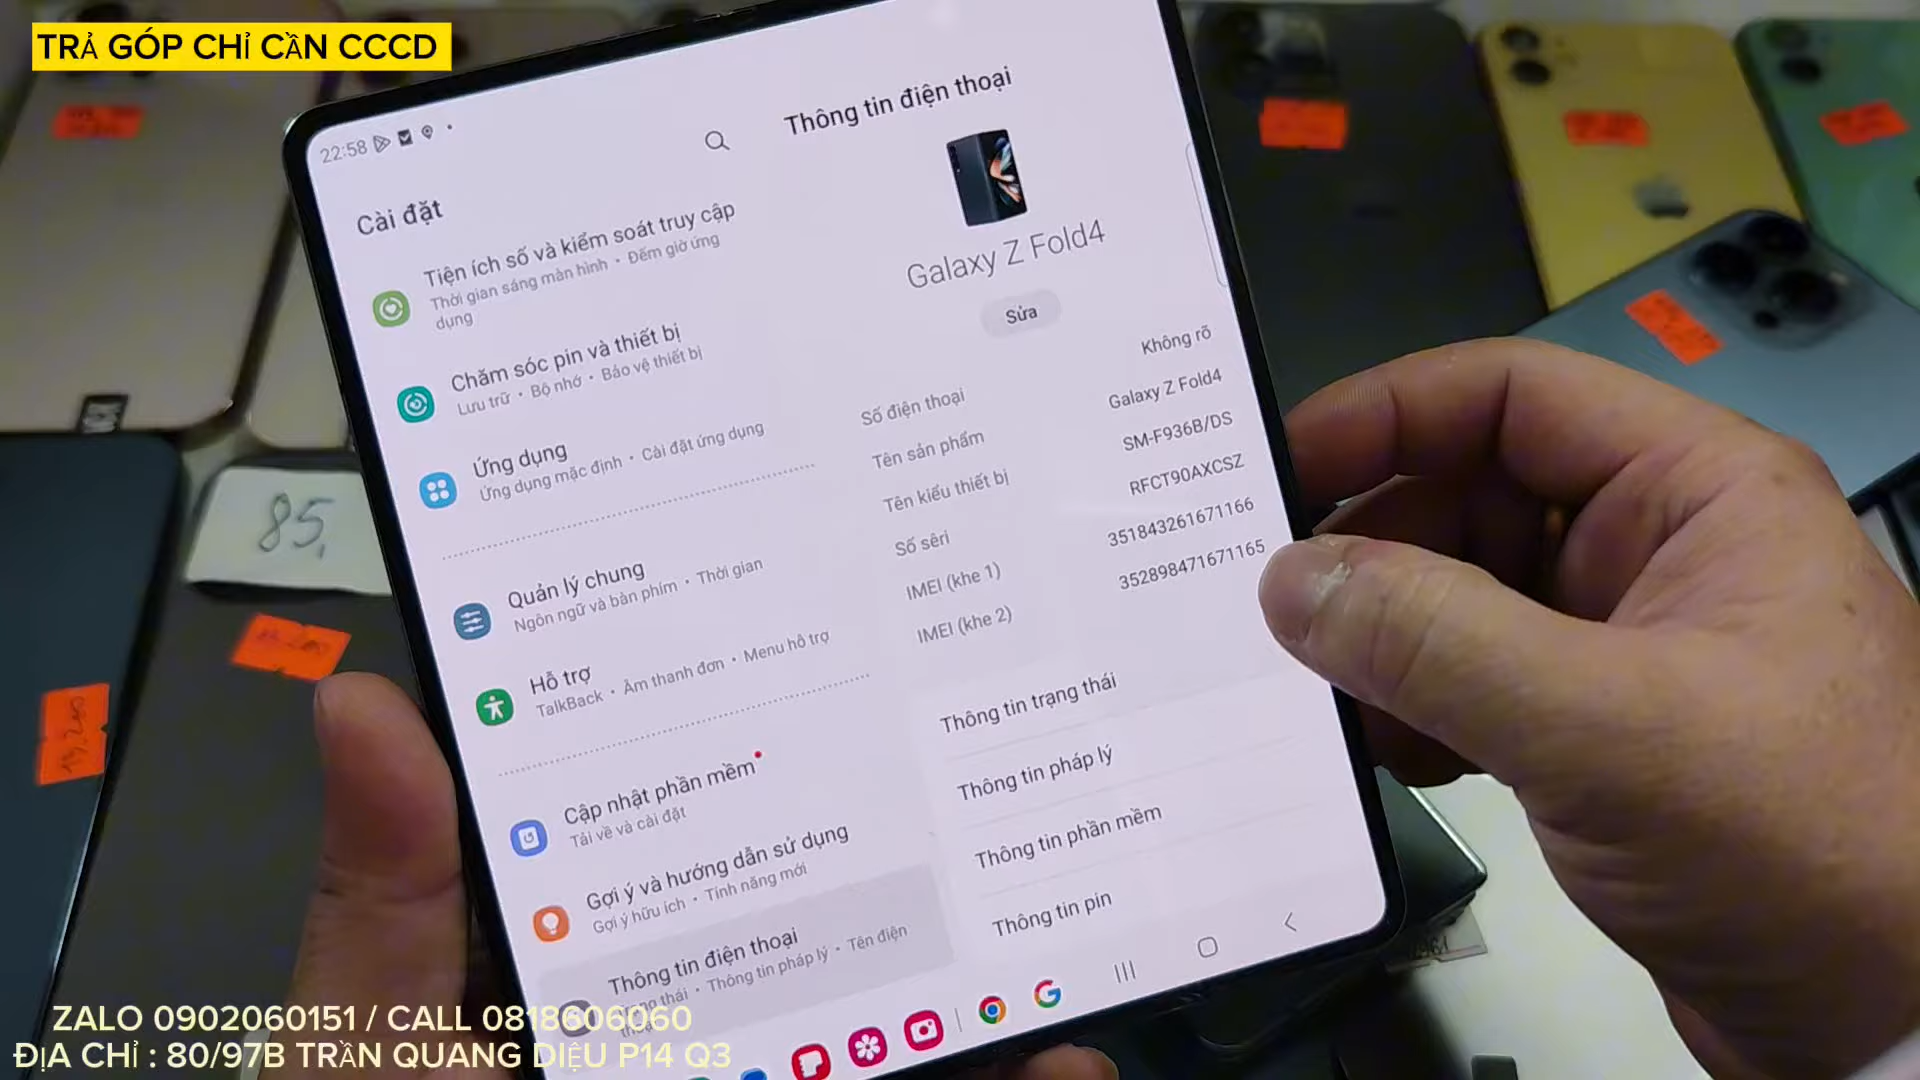 TRẢ GÓP CHỈ CẦN CCCD
22:58
Cài đặt
Tiện ích số và kiểm soát truy cập
Thời gian sáng màn hình • Đếm giờ ứng
dụng
Chăm sóc pin và thiết bị
Lưu trữ • Bộ nhớ • Bảo vệ thiết bị
Ứng dụng
Ứng dụng mặc định • Cài đặt ứng dụng
Quản lý chung
Ngôn ngữ và bàn phím • Thời gian
Hỗ trợ
TalkBack • Âm thanh đơn • Menu hỗ trợ
Cập nhật phần mềm
Tải về và cài đặt
Gợi ý và hướng dẫn sử dụng
Gợi ý hữu ích • Tính năng mới
Thông tin điện thoại
Trạng thái • Thông tin pháp lý • Tên điện
thoại
Thông tin điện thoại
Galaxy Z Fold4
Sửa
Số điện thoại Không rõ
Tên sản phẩm Galaxy Z Fold4
Tên kiểu thiết bị SM-F936B/DS
Số sêri RFCT90AXCSZ
IMEI (khe 1) 351843261671166
IMEI (khe 2) 352898471671165
Thông tin trạng thái
Thông tin pháp lý
Thông tin phần mềm
Thông tin pin
85,
ZALO 0902060151 / CALL 0818606060
ĐỊA CHỈ : 80/97B TRẦN QUANG DIỆU P14 Q3